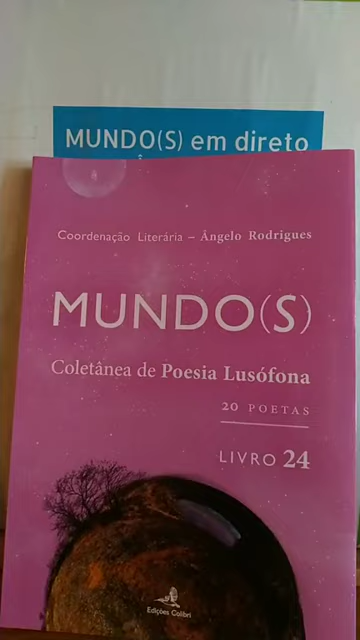 MUNDO(S) em direto
Coordenação Literária – Ângelo Rodrigues
MUNDO(S)
Coletânea de Poesia Lusófona
20 POETAS
LIVRO 24
Edições Colibri